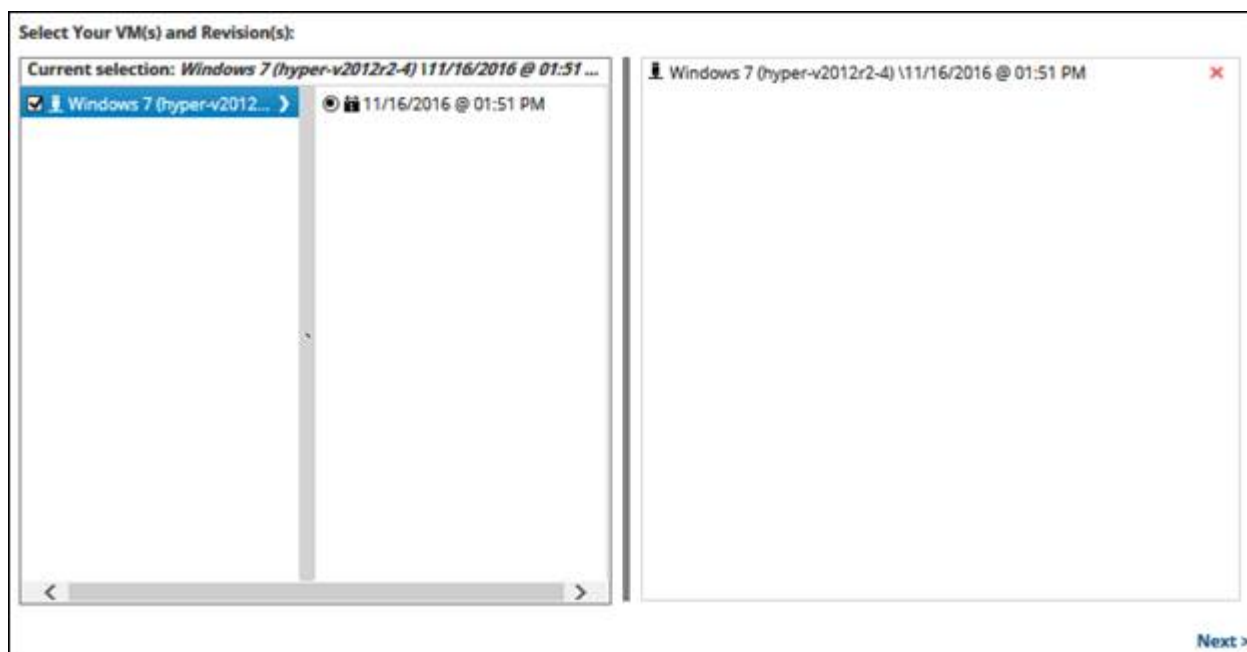 Select Your VM(s) and Revision(s):
Current selection: Windows 7 (hyper-v2012r2-4) \11/16/2016 @ 01:51 ...
Windows 7 (hyper-v2012... 
11/16/2016 @ 01:51 PM
Windows 7 (hyper-v2012r2-4) \11/16/2016 @ 01:51 PM
Next >